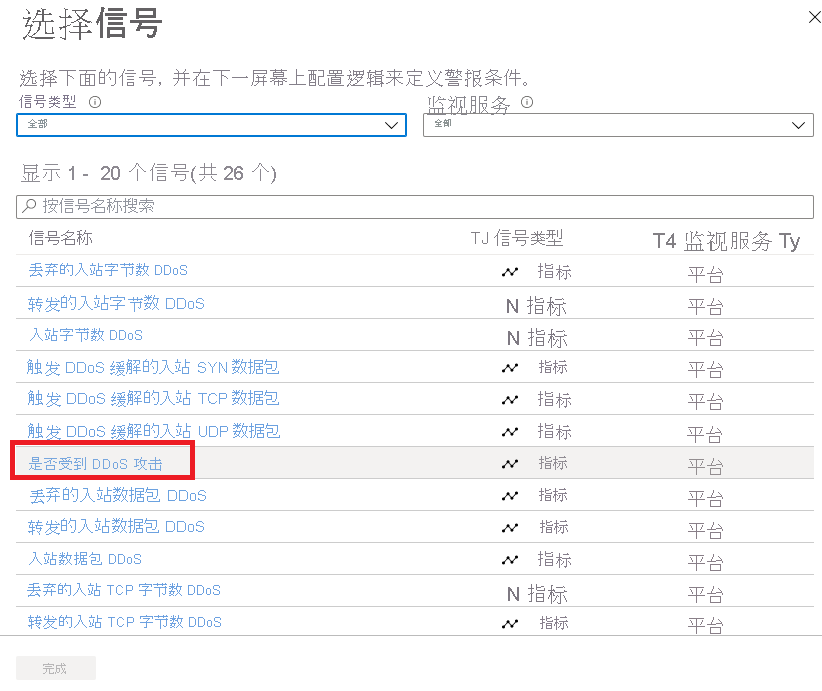 选择信号
选择下面的信号, 并在下一屏幕上配置逻辑来定义警报条件。
信号类型 监视服务
全部 全部
显示 1 - 20 个信号(共 26 个)
按信号名称搜索
信号名称 TJ 信号类型 T4 监视服务 Ty
丢弃的入站字节数 DDoS 指标 平台
转发的入站字节数 DDoS N 指标 平台
入站字节数 DDoS N 指标 平台
触发 DDoS 缓解的入站 SYN 数据包 指标 平台
触发 DDoS 缓解的入站 TCP 数据包 指标 平台
触发 DDoS 缓解的入站 UDP 数据包 指标 平台
是否受到 DDoS 攻击 指标 平台
丢弃的入站数据包 DDoS 指标 平台
转发的入站数据包 DDoS 指标 平台
入站数据包 DDoS 指标 平台
丢弃的入站 TCP 字节数 DDoS N 指标 平台
转发的入站 TCP 字节数 DDoS 指标 平台
完成